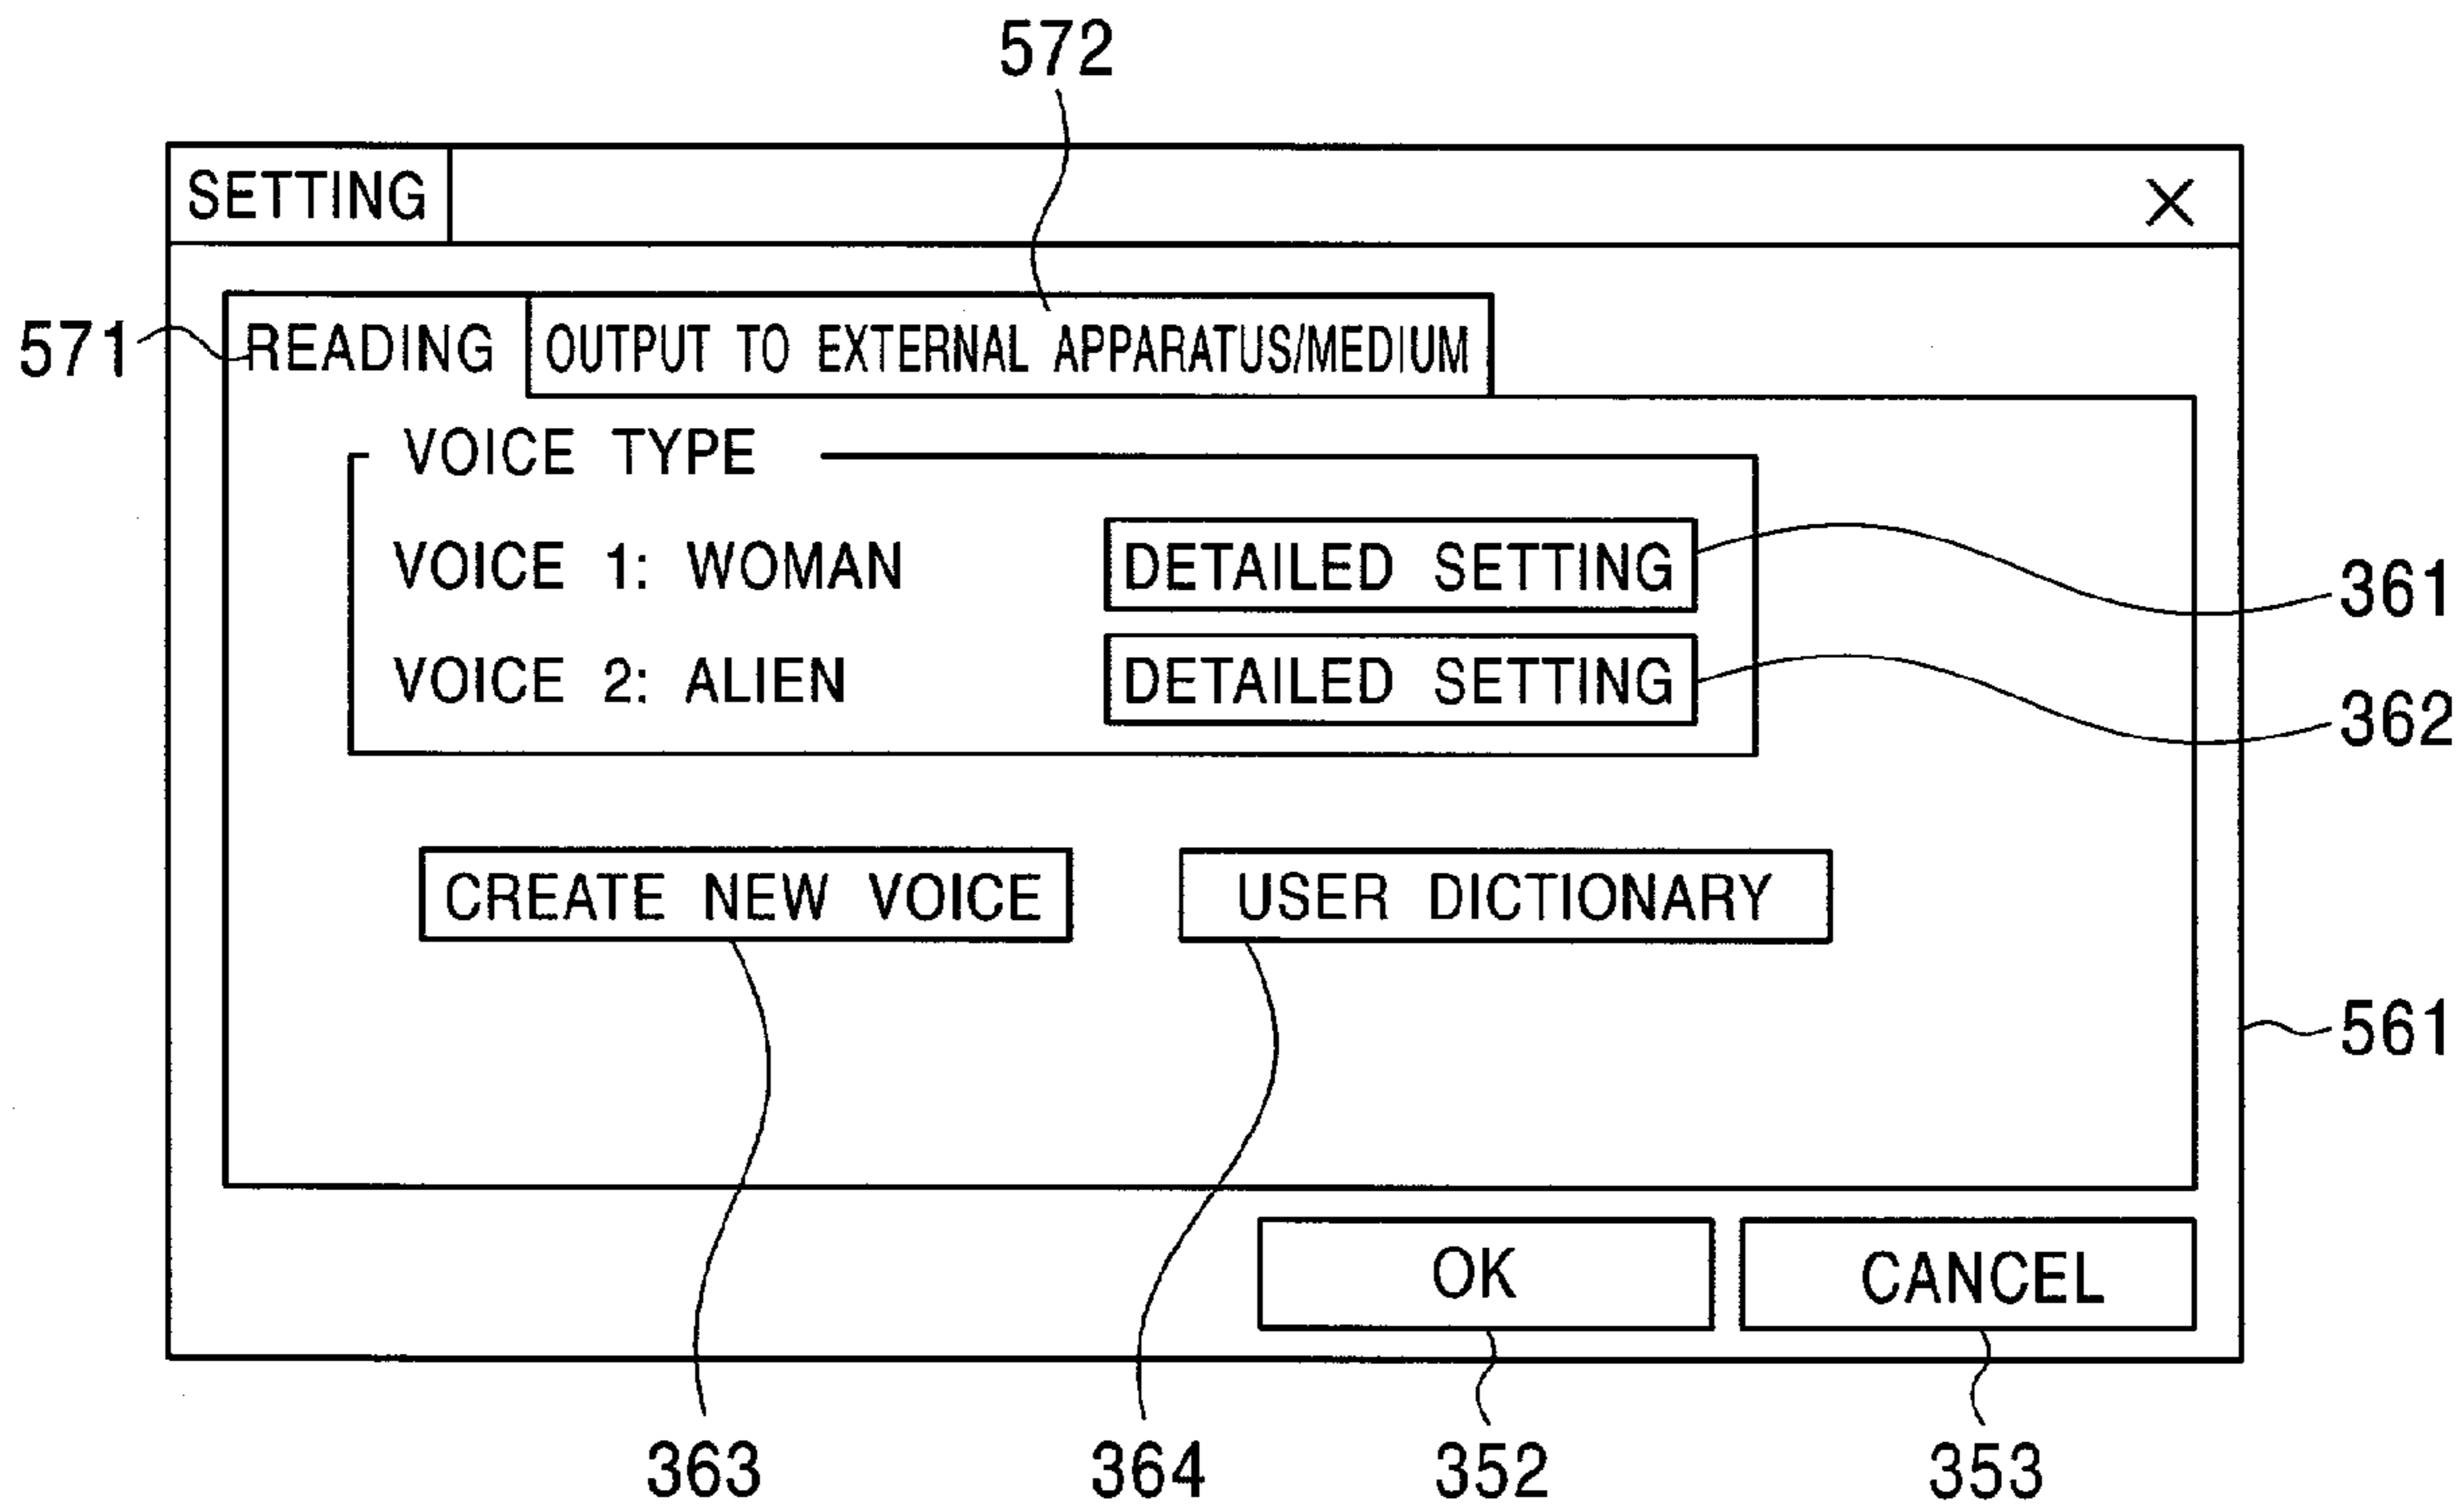 572
SETTING X
571 READING OUTPUT TO EXTERNAL APPARATUS/MEDIUM
VOICE TYPE
VOICE 1: WOMAN DETAILED SETTING 361
VOICE 2: ALIEN DETAILED SETTING 362
CREATE NEW VOICE USER DICTIONARY
561
OK CANCEL
363 364 352 353